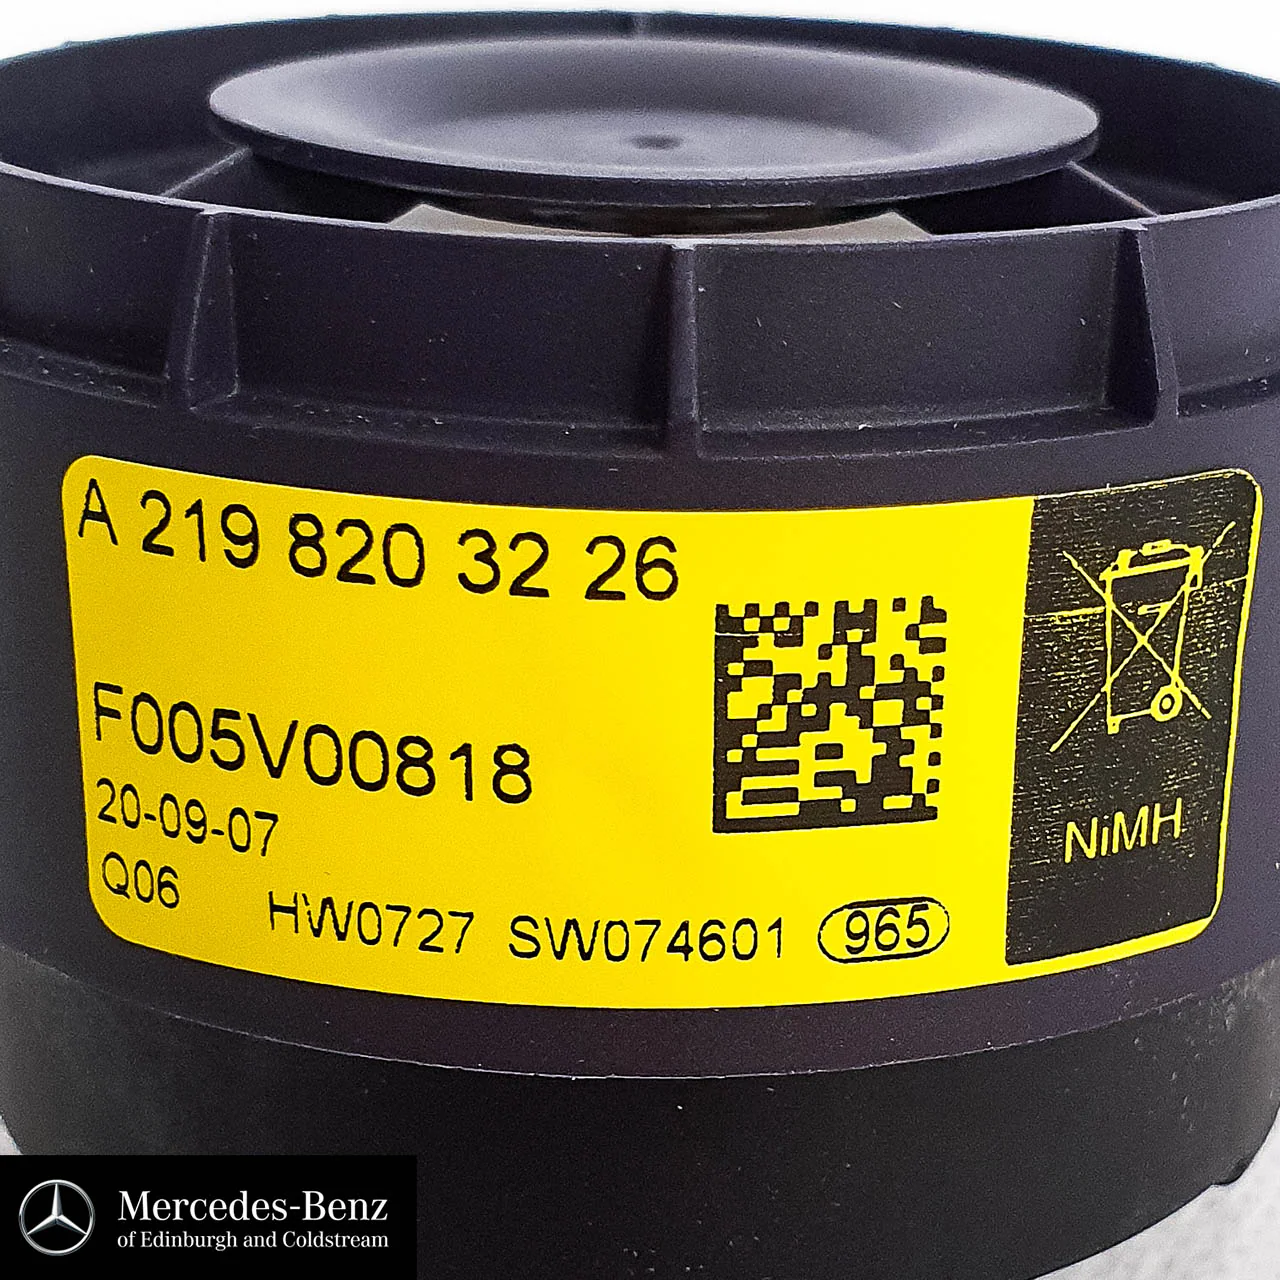 A 219 820 32 26
F005V00818
20-09-07
Q06 HW0727 SW074601 965
NiMH
Mercedes-Benz
of Edinburgh and Coldstream